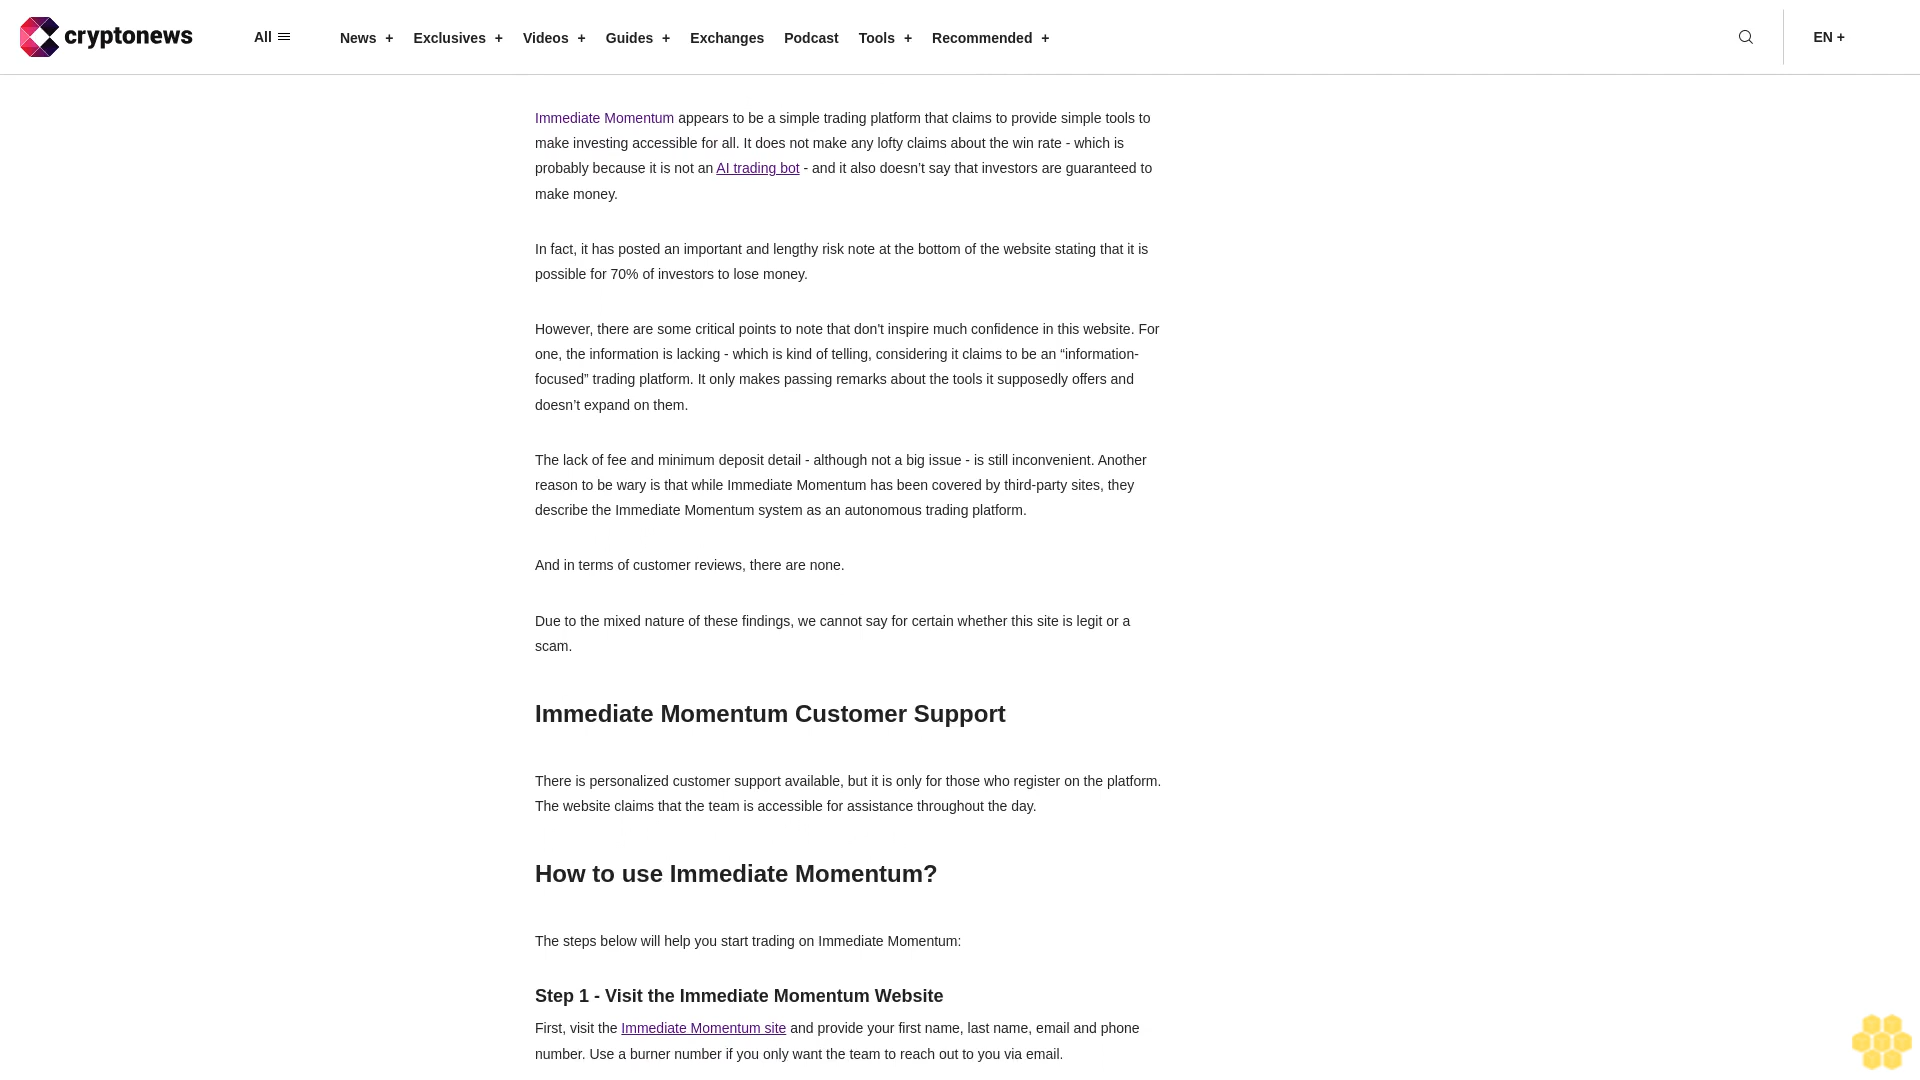 cryptonews
All
News +
Exclusives +
Videos +
Guides +
Exchanges
Podcast
Tools +
Recommended +
EN +
Immediate Momentum appears to be a simple trading platform that claims to provide simple tools to
make investing accessible for all. It does not make any lofty claims about the win rate - which is
probably because it is not an AI trading bot - and it also doesn’t say that investors are guaranteed to
make money.
In fact, it has posted an important and lengthy risk note at the bottom of the website stating that it is
possible for 70% of investors to lose money.
However, there are some critical points to note that don't inspire much confidence in this website. For
one, the information is lacking - which is kind of telling, considering it claims to be an “information-
focused” trading platform. It only makes passing remarks about the tools it supposedly offers and
doesn’t expand on them.
The lack of fee and minimum deposit detail - although not a big issue - is still inconvenient. Another
reason to be wary is that while Immediate Momentum has been covered by third-party sites, they
describe the Immediate Momentum system as an autonomous trading platform.
And in terms of customer reviews, there are none.
Due to the mixed nature of these findings, we cannot say for certain whether this site is legit or a
scam.
Immediate Momentum Customer Support
There is personalized customer support available, but it is only for those who register on the platform.
The website claims that the team is accessible for assistance throughout the day.
How to use Immediate Momentum?
The steps below will help you start trading on Immediate Momentum:
Step 1 - Visit the Immediate Momentum Website
First, visit the Immediate Momentum site and provide your first name, last name, email and phone
number. Use a burner number if you only want the team to reach out to you via email.